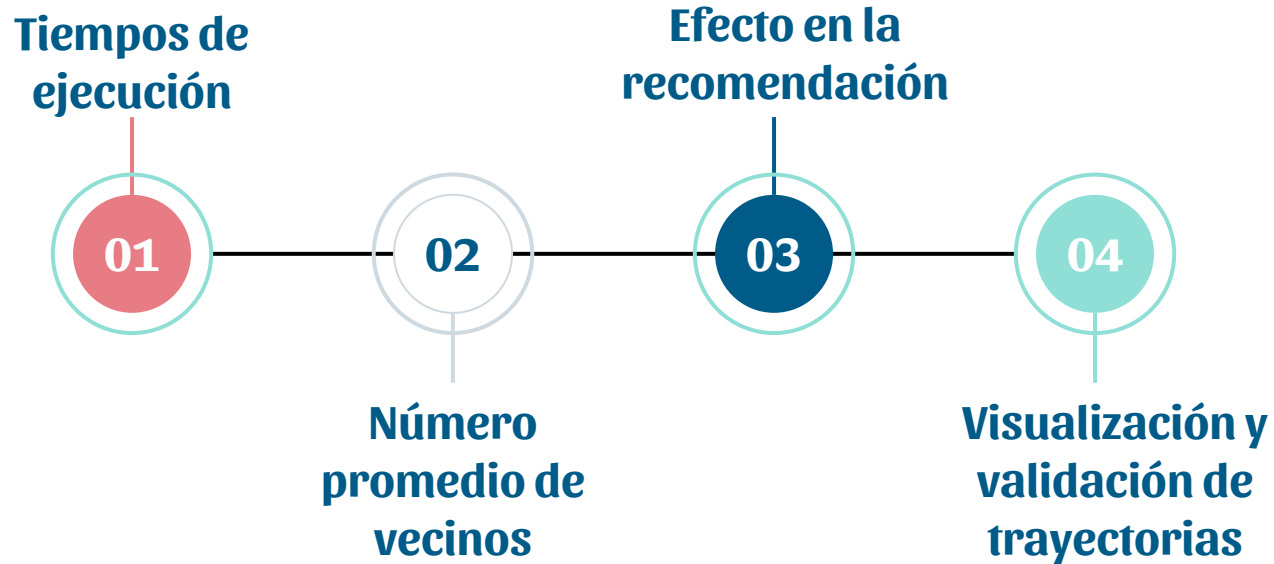 Tiempos de
ejecución
01
02
Número
promedio de
vecinos
Efecto en la
recomendación
03
04
Visualización y
validación de
trayectorias